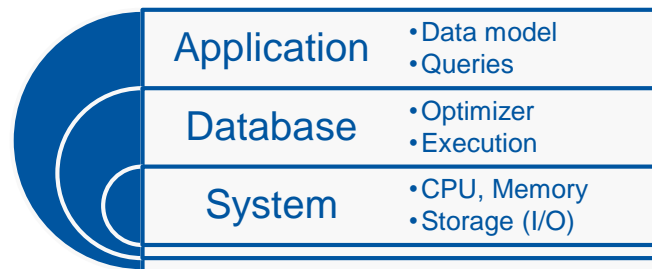 Application
•Data model
•Queries
Database
•Optimizer
•Execution
System
•CPU, Memory
•Storage (I/O)